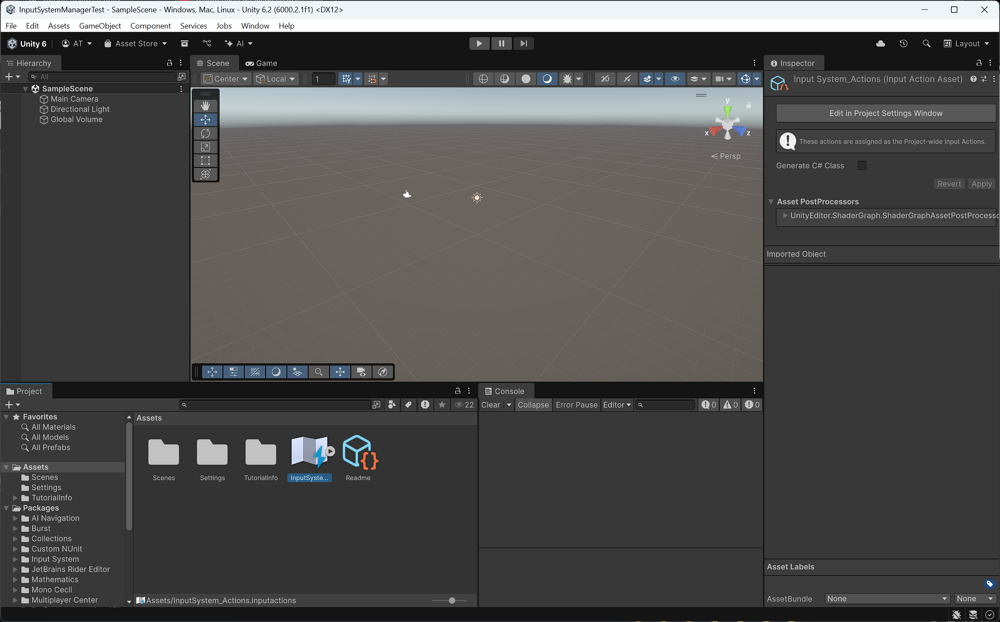 InputSystemManagerTest - SampleScene - Windows, Mac, Linux - Unity 6.2 (6000.2.1f1) <DX12>
File Edit Assets GameObject Component Services Jobs Window Help
Unity 6 AT Asset Store AI Layout
Hierarchy
All
SampleScene
Main Camera
Directional Light
Global Volume
Scene Game
Center Local 1 2D
y
x z
Persp
Inspector
Input System_Actions (Input Action Asset)
Edit in Project Settings Window
These actions are assigned as the Project-wide Input Actions.
Generate C# Class
Revert Apply
Asset PostProcessors
UnityEditor.ShaderGraph.ShaderGraphAssetPostProcesso
Imported Object
Asset Labels
AssetBundle None None
Project
22
Favorites
All Materials
All Models
All Prefabs
Assets
Scenes
Settings
TutorialInfo
Packages
AI Navigation
Burst
Collections
Custom NUnit
Input System
JetBrains Rider Editor
Mathematics
Mono Cecil
Multiplayer Center
Assets
Scenes Settings TutorialInfo InputSyste... Readme
Assets/InputSystem_Actions.inputactions
Console
Clear Collapse Error Pause Editor 0 0 0